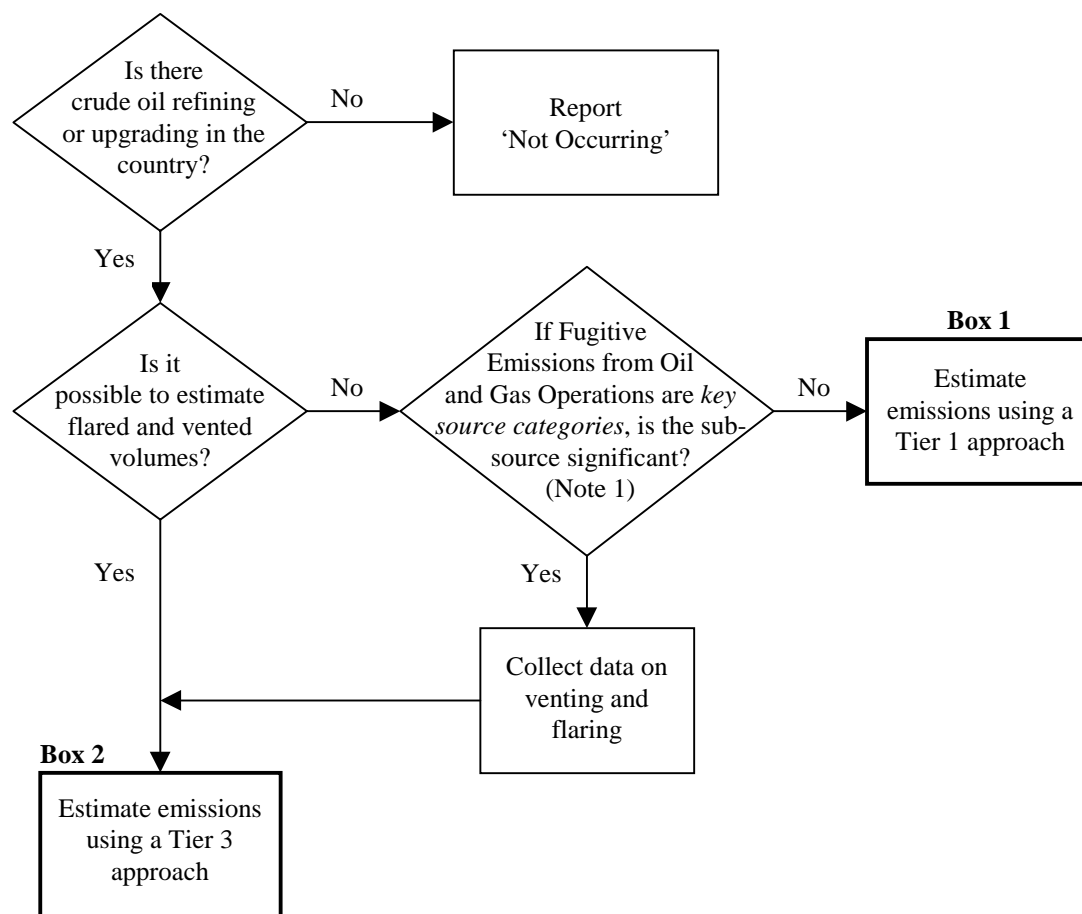 Is there
crude oil refining
or upgrading in the
country?
No
Report
‘Not Occurring’
Yes
Is it
possible to estimate
flared and vented
volumes?
No
If Fugitive
Emissions from Oil
and Gas Operations are key
source categories, is the sub-
source significant?
(Note 1)
No
Box 1
Estimate
emissions using a
Tier 1 approach
Yes
Yes
Collect data on
venting and
flaring
Box 2
Estimate emissions
using a Tier 3
approach